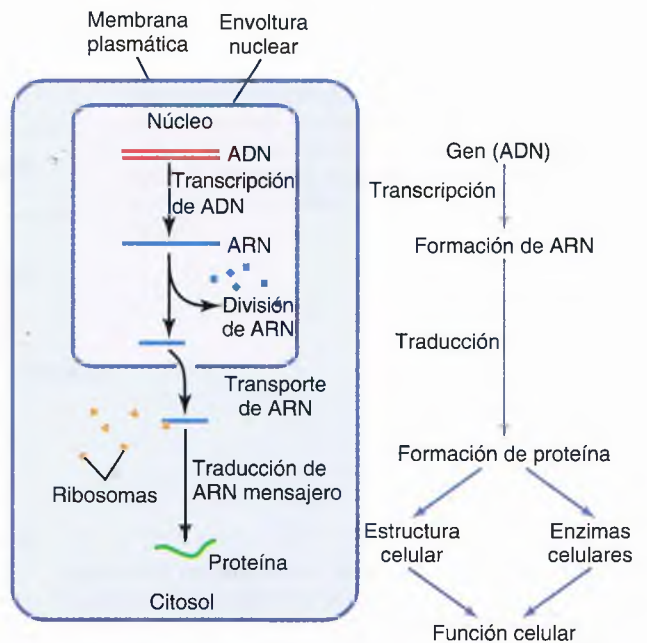 Membrana
plasmática
Envoltura
nuclear
Núcleo
ADN
Transcripción
de ADN
ARN
División
de ARN
Transporte
de ARN
Ribosomas
Traducción de
ARN mensajero
Proteína
Citosol
Gen (ADN)
Transcripción
Formación de ARN
Traducción
Formación de proteína
Estructura
celular
Enzimas
celulares
Función celular